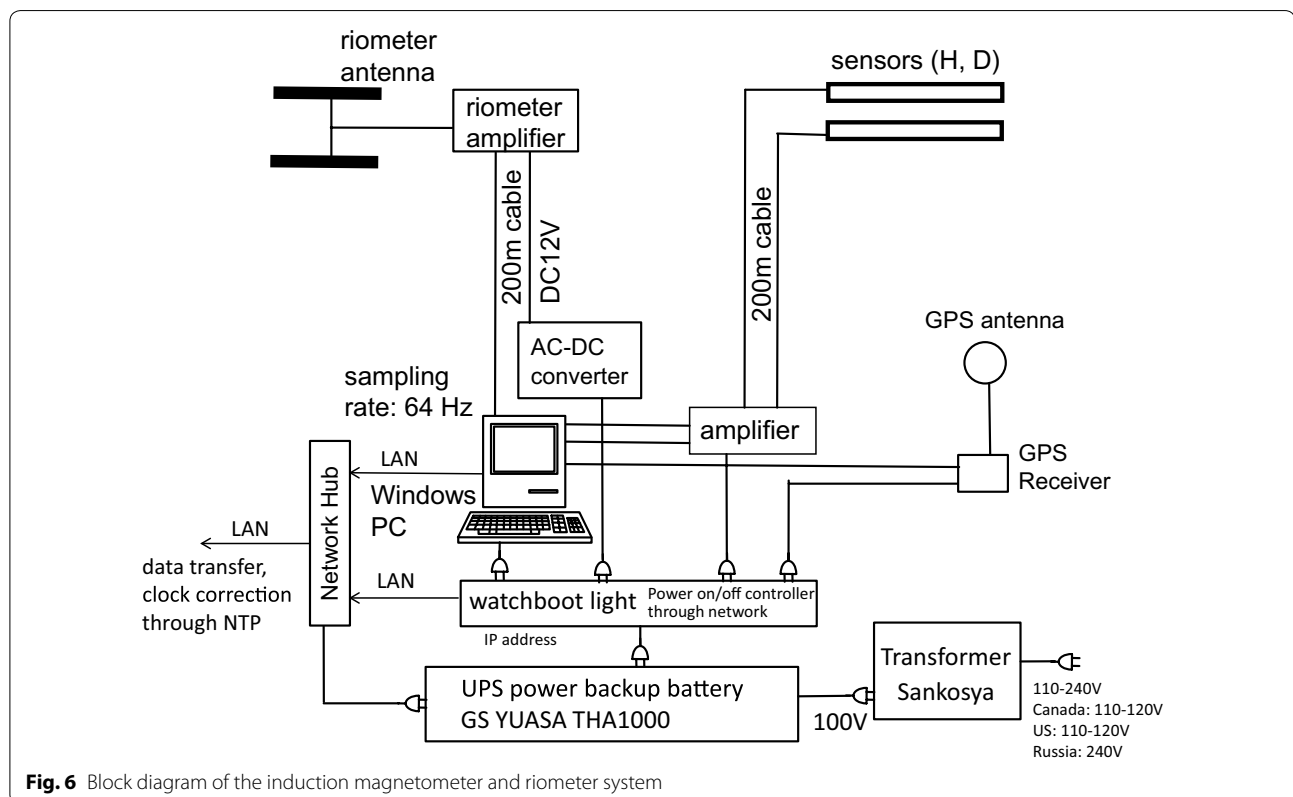 riometer
antenna
sensors (H, D)
riometer
amplifier
200m cable
DC12V
200m cable
GPS antenna
AC-DC
converter
sampling
rate: 64 Hz
amplifier
GPS
Receiver
Network Hub
LAN
Windows
PC
LAN
data transfer,
clock correction
through NTP
LAN
watchboot light
Power on/off controller
through network
IP address
UPS power backup battery
GS YUASA THA1000
100V
Transformer
Sankosya
110-240V
Canada: 110-120V
US: 110-120V
Russia: 240V
Fig. 6 Block diagram of the induction magnetometer and riometer system